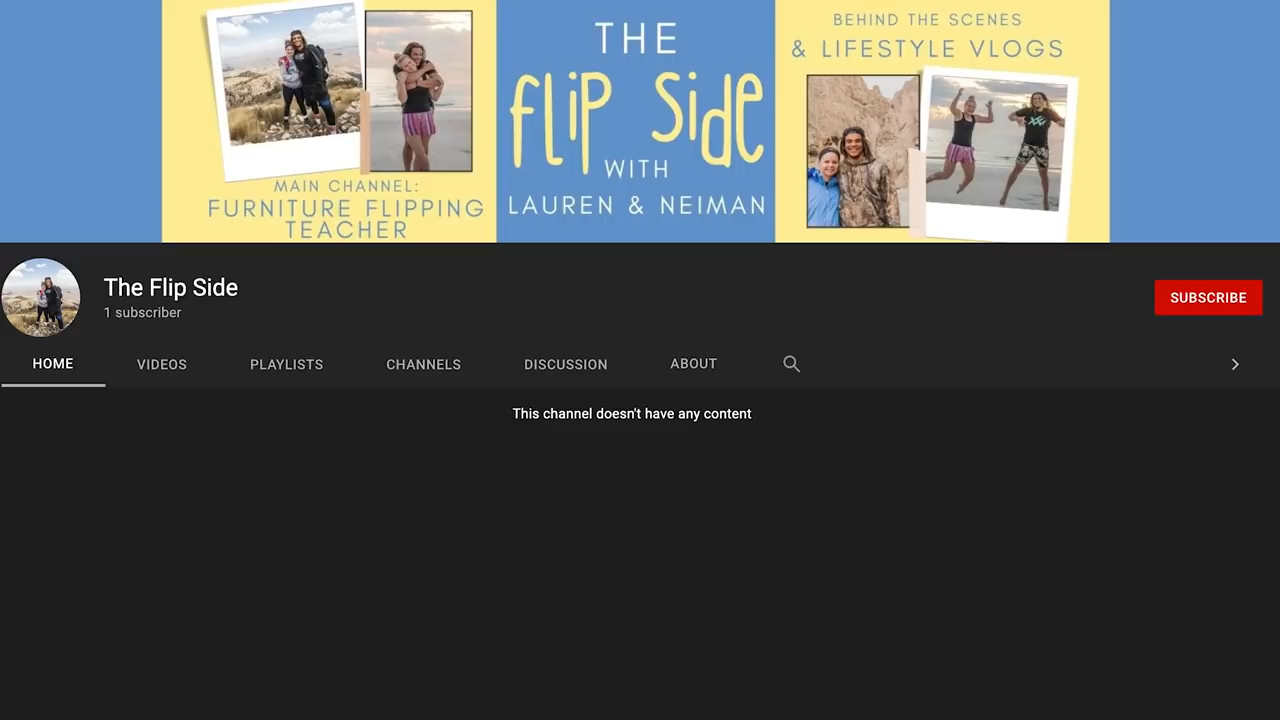 MAIN CHANNEL:
FURNITURE FLIPPING
TEACHER
THE
flip side
WITH
LAUREN & NEIMAN
BEHIND THE SCENES
& LIFESTYLE VLOGS
The Flip Side
1 subscriber
SUBSCRIBE
HOME VIDEOS PLAYLISTS CHANNELS DISCUSSION ABOUT
This channel doesn't have any content